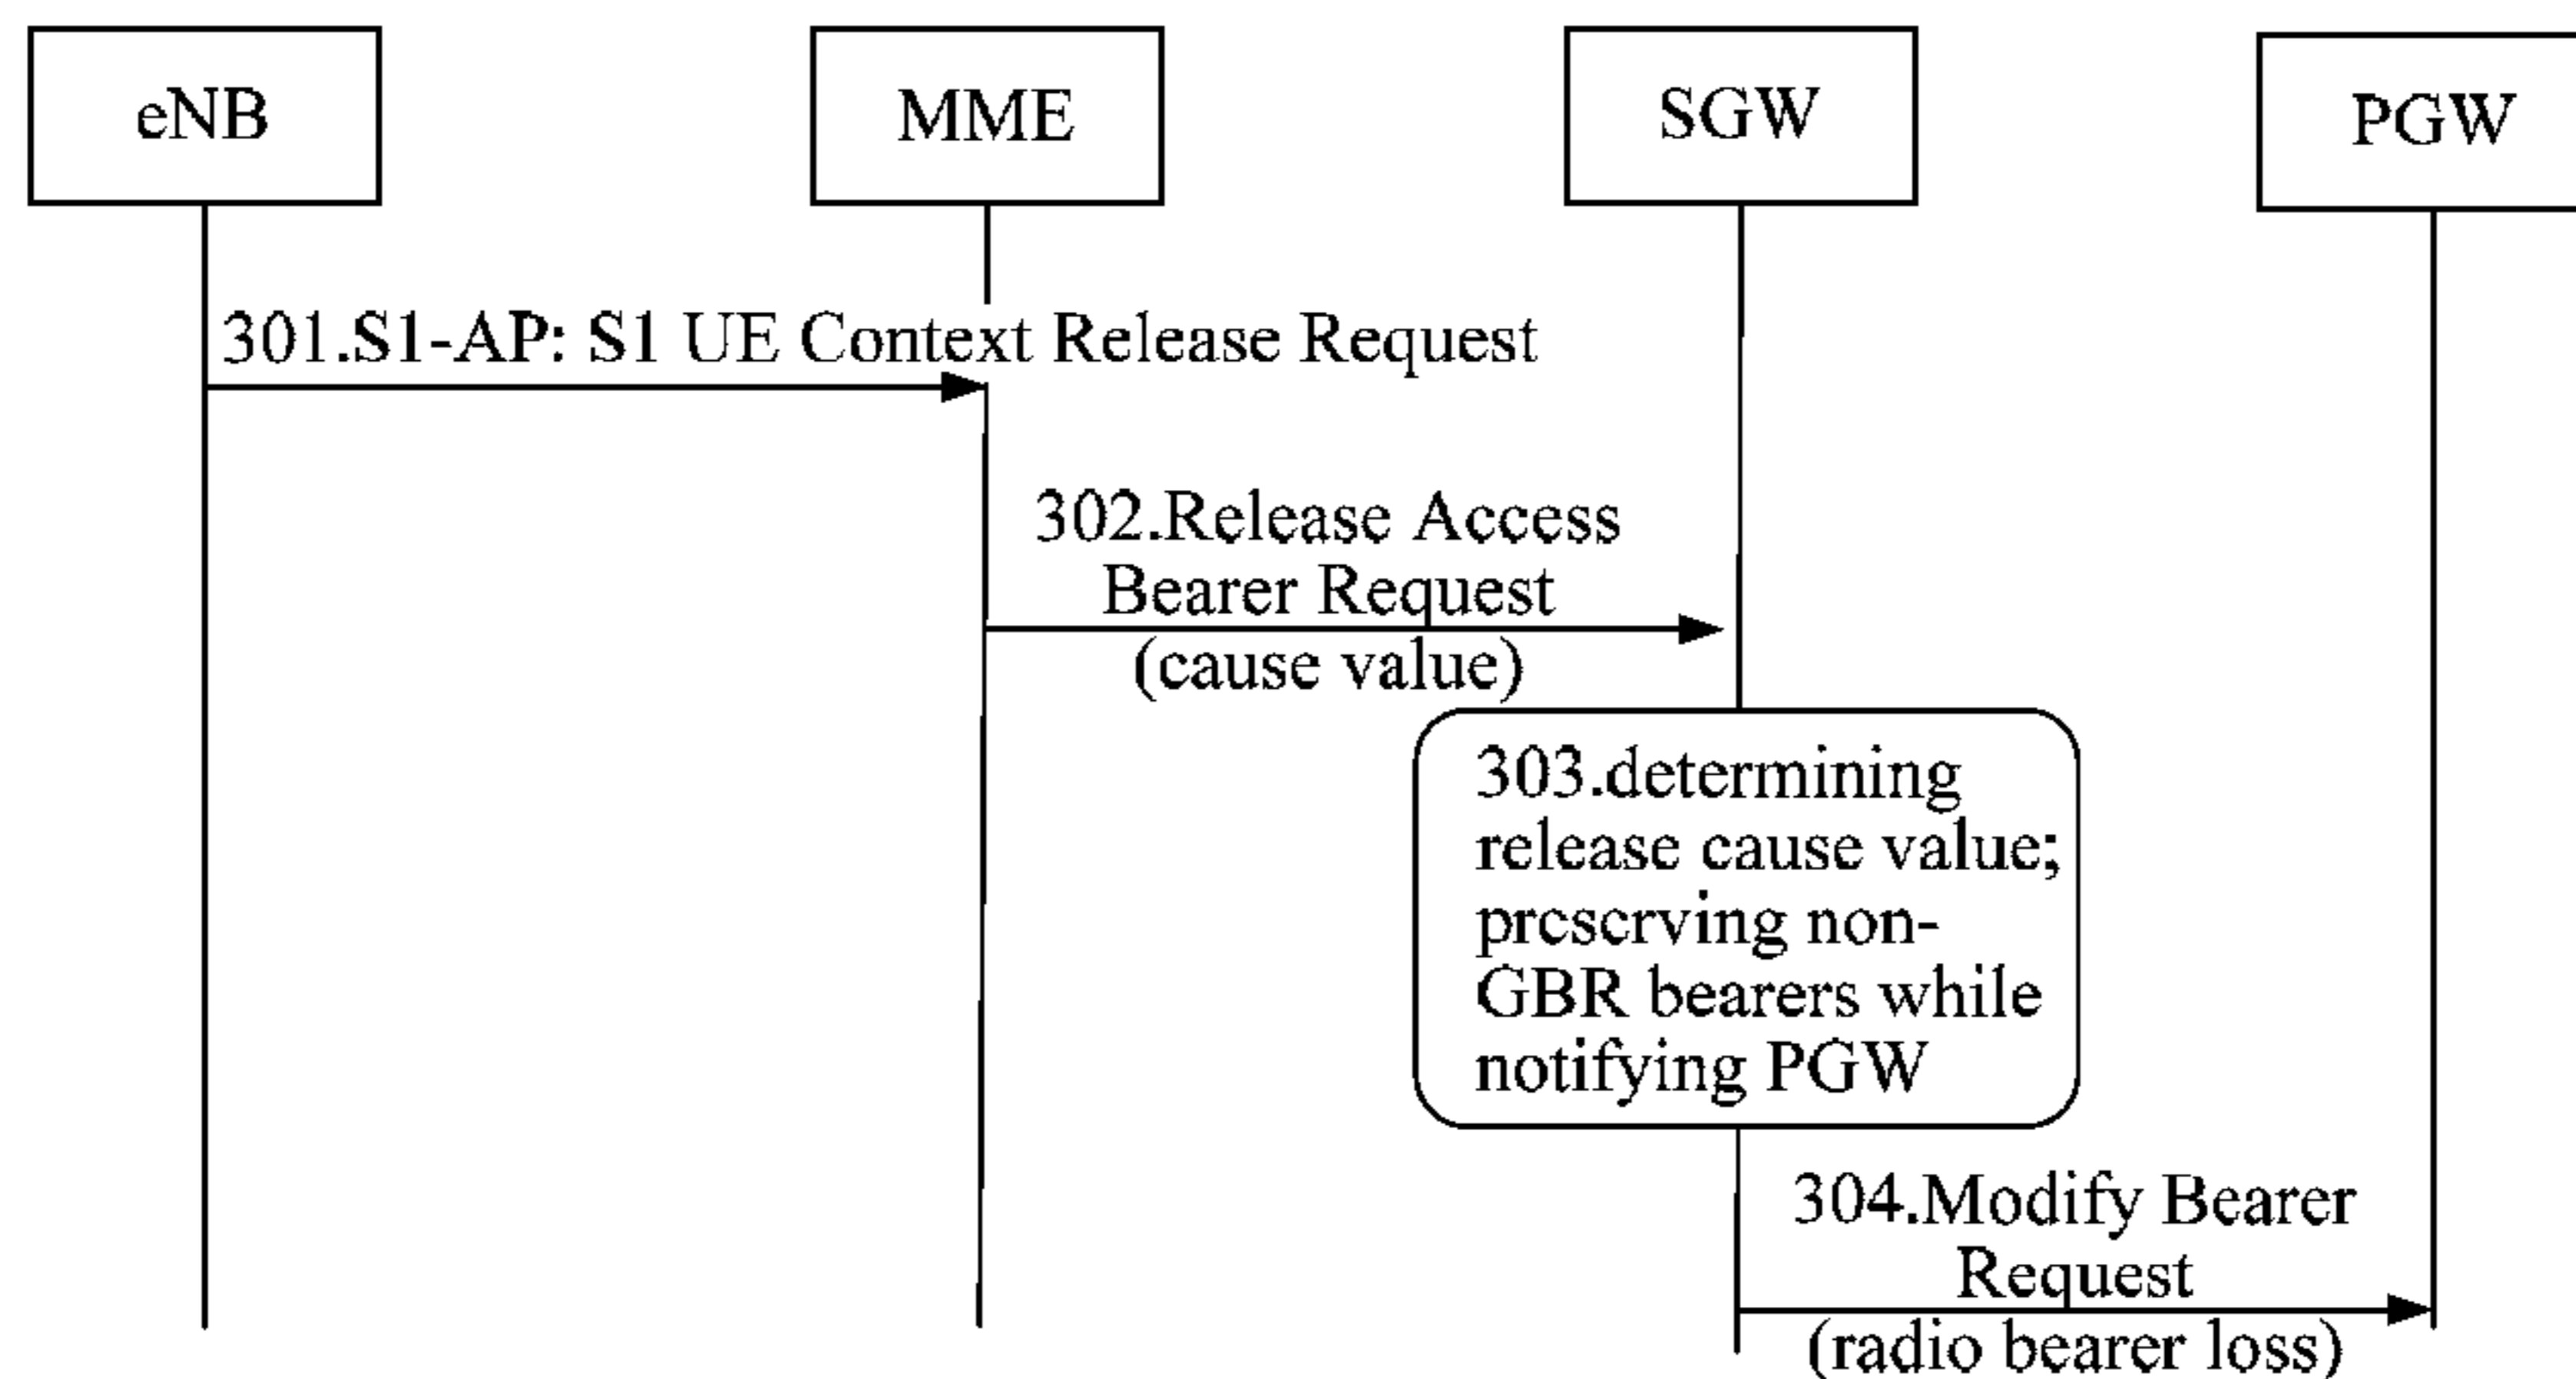 eNB
MME
SGW
PGW
301.S1-AP: S1 UE Context Release Request
302.Release Access
Bearer Request
(cause value)
303.determining
release cause value;
preserving non-
GBR bearers while
notifying PGW
304.Modify Bearer
Request
(radio bearer loss)